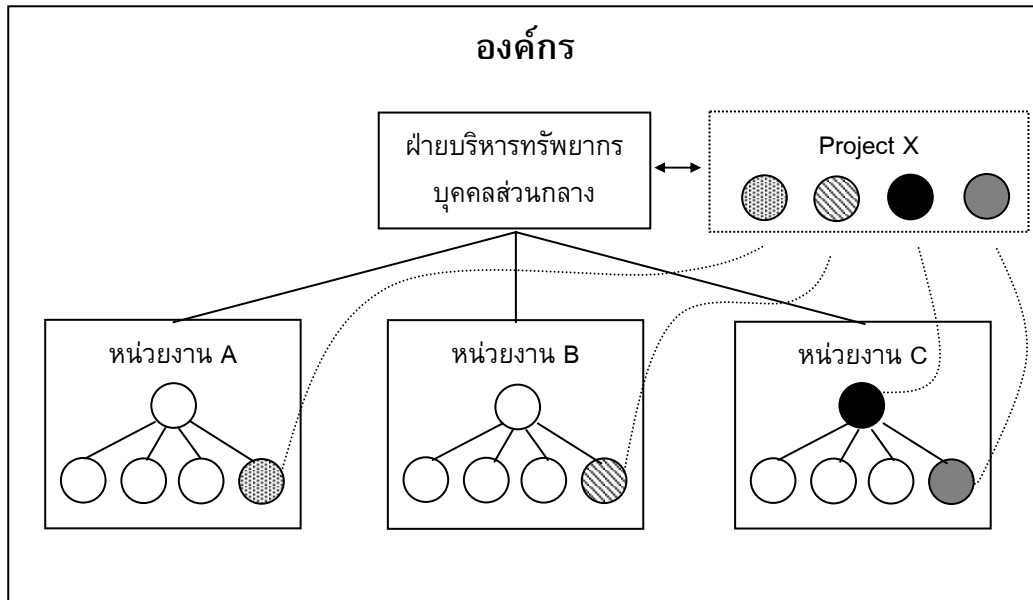 องค์กร
ฝ่ายบริหารทรัพยากร
บุคคลส่วนกลาง
Project X
หน่วยงาน A
หน่วยงาน B
หน่วยงาน C